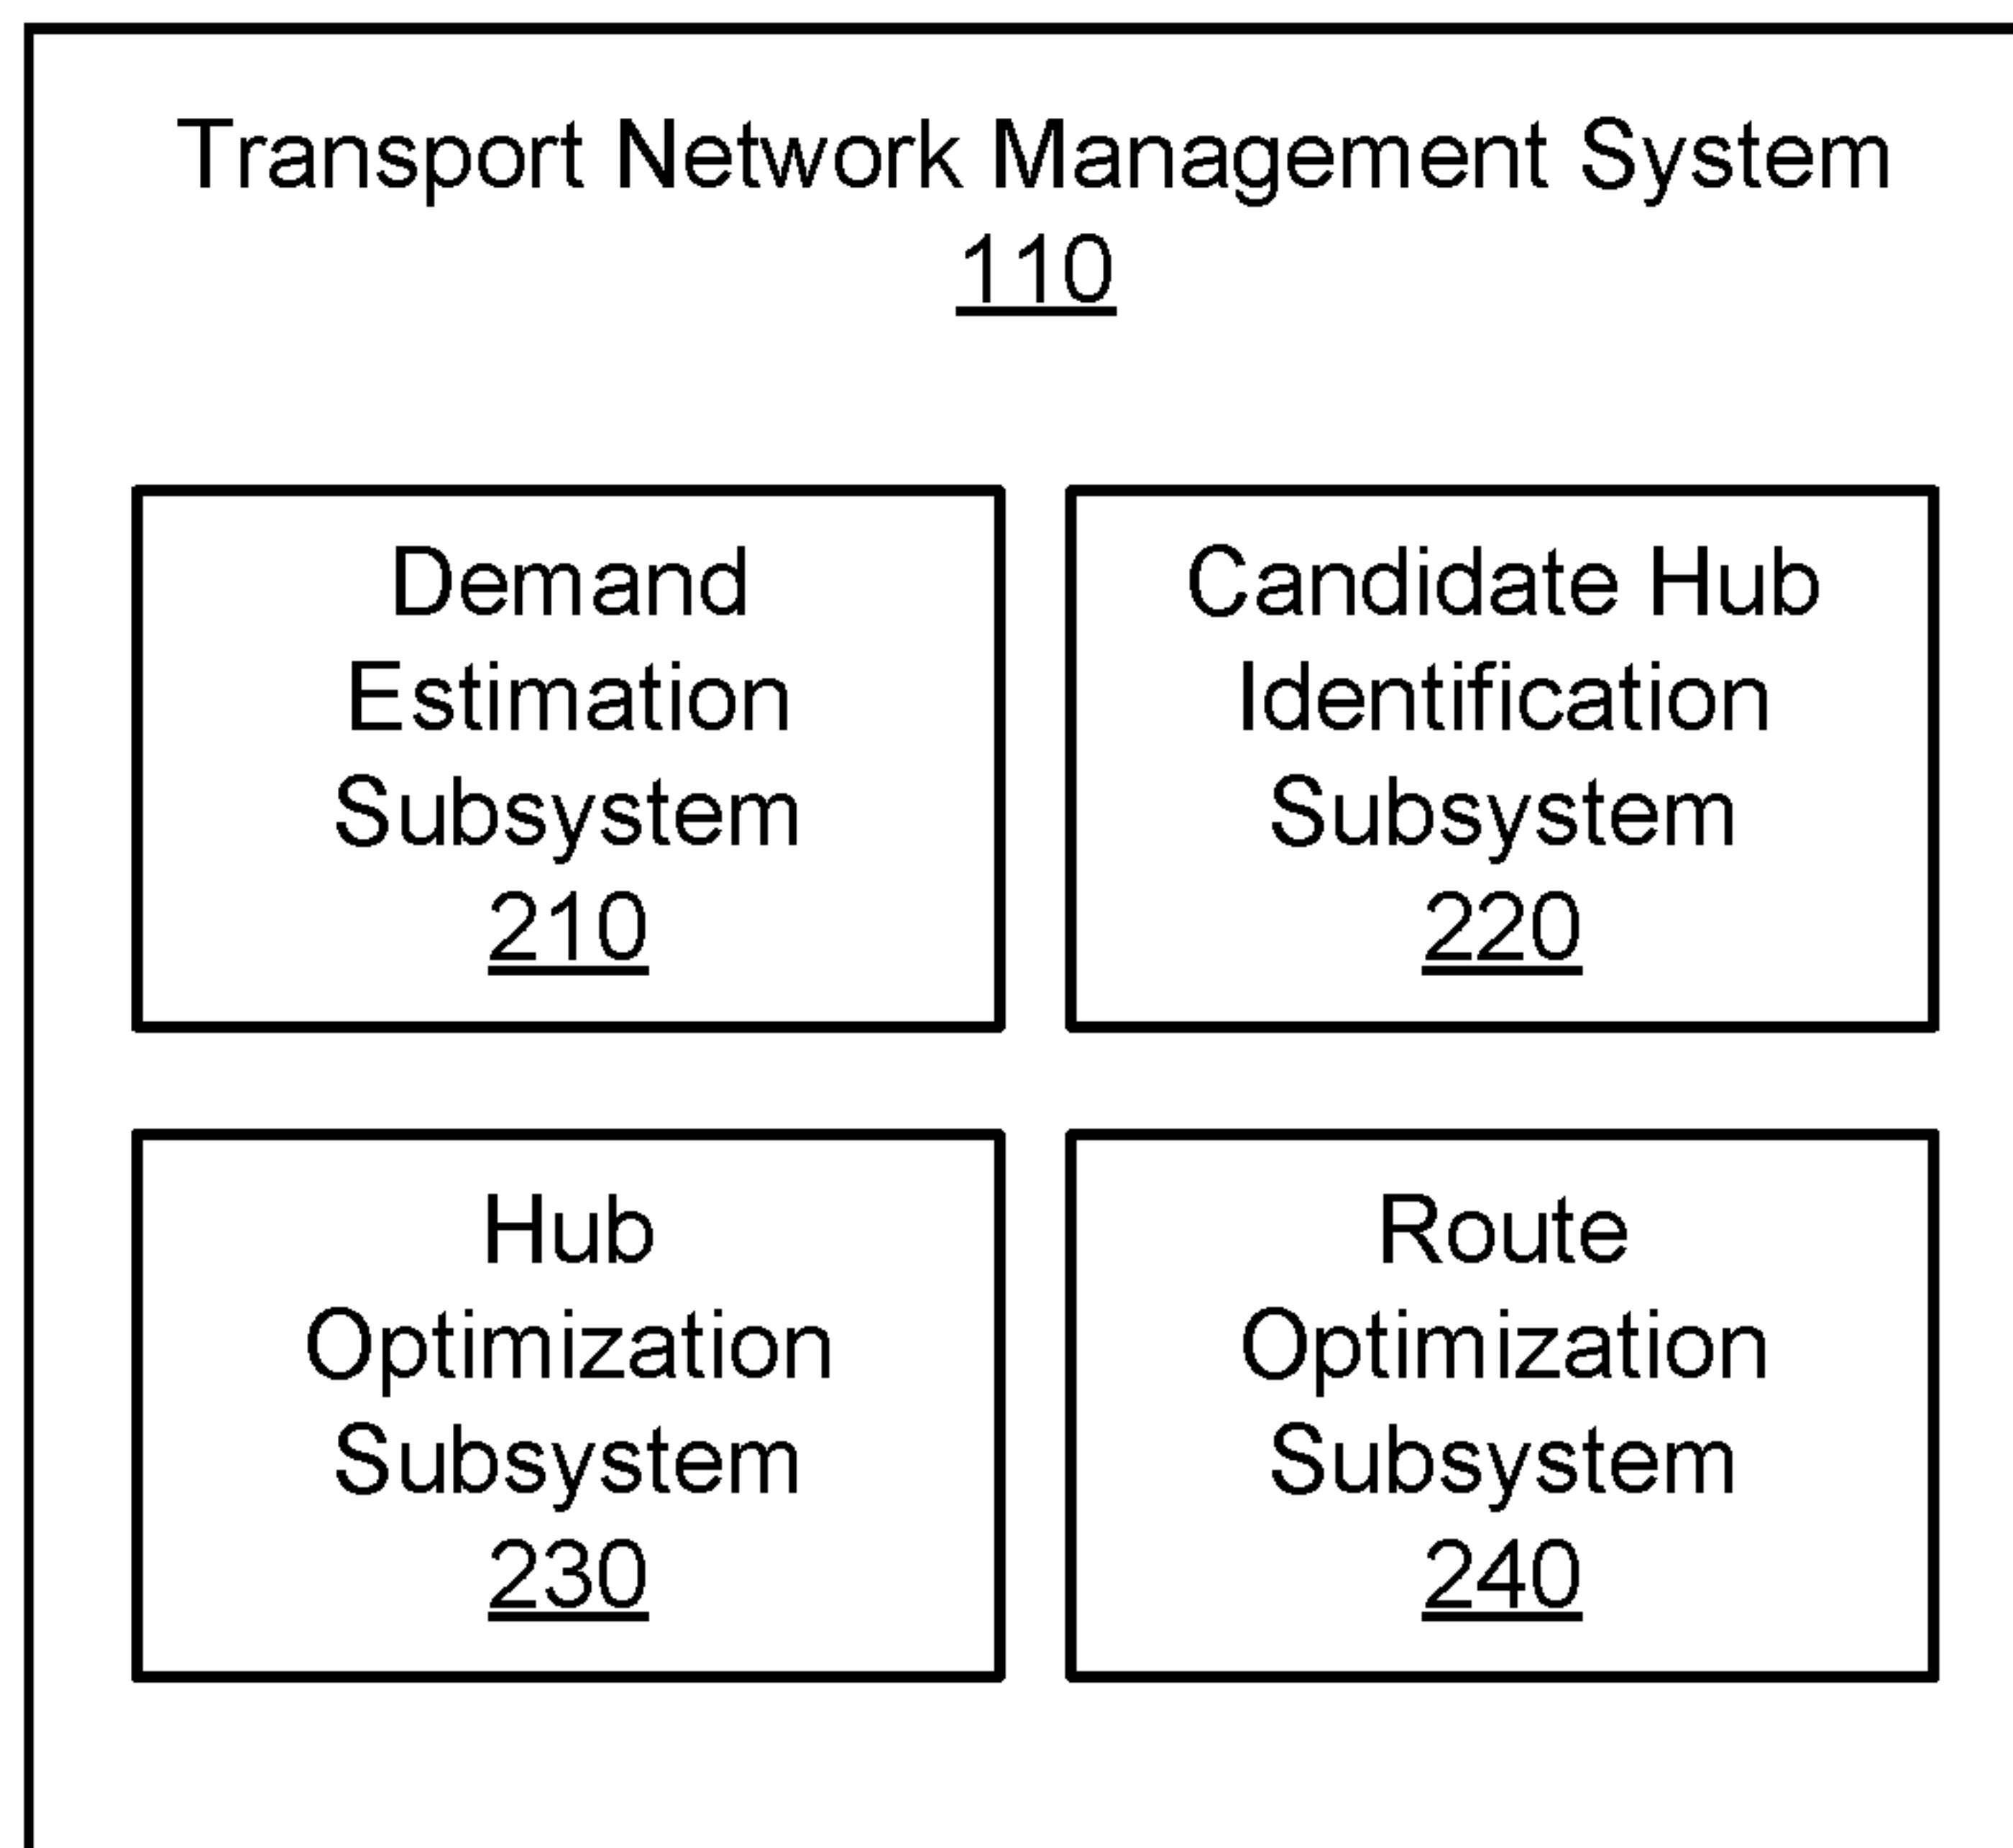 Transport Network Management System
110
Demand
Estimation
Subsystem
210
Candidate Hub
Identification
Subsystem
220
Hub
Optimization
Subsystem
230
Route
Optimization
Subsystem
240